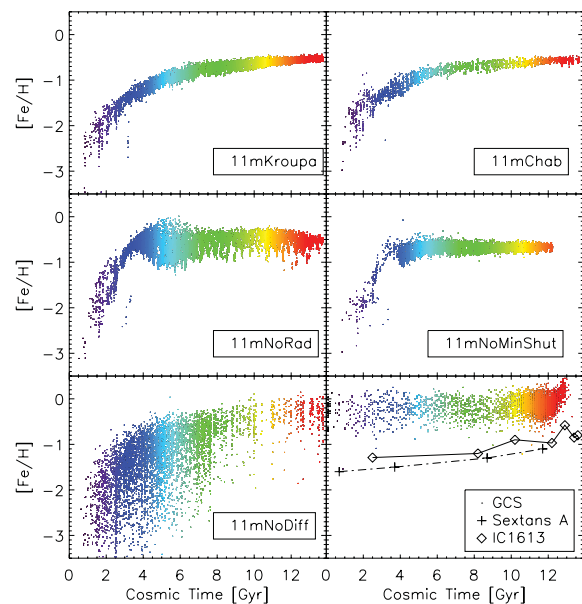 0
-1
-2
-3
[Fe/H]
11mKroupa
11mChab
0
-1
-2
-3
[Fe/H]
11mNoRad
11mNoMinShut
0
-1
-2
-3
[Fe/H]
11mNoDiff
GCS
Sextans A
IC1613
0 2 4 6 8 10 12 0 2 4 6 8 10 12
Cosmic Time [Gyr] Cosmic Time [Gyr]